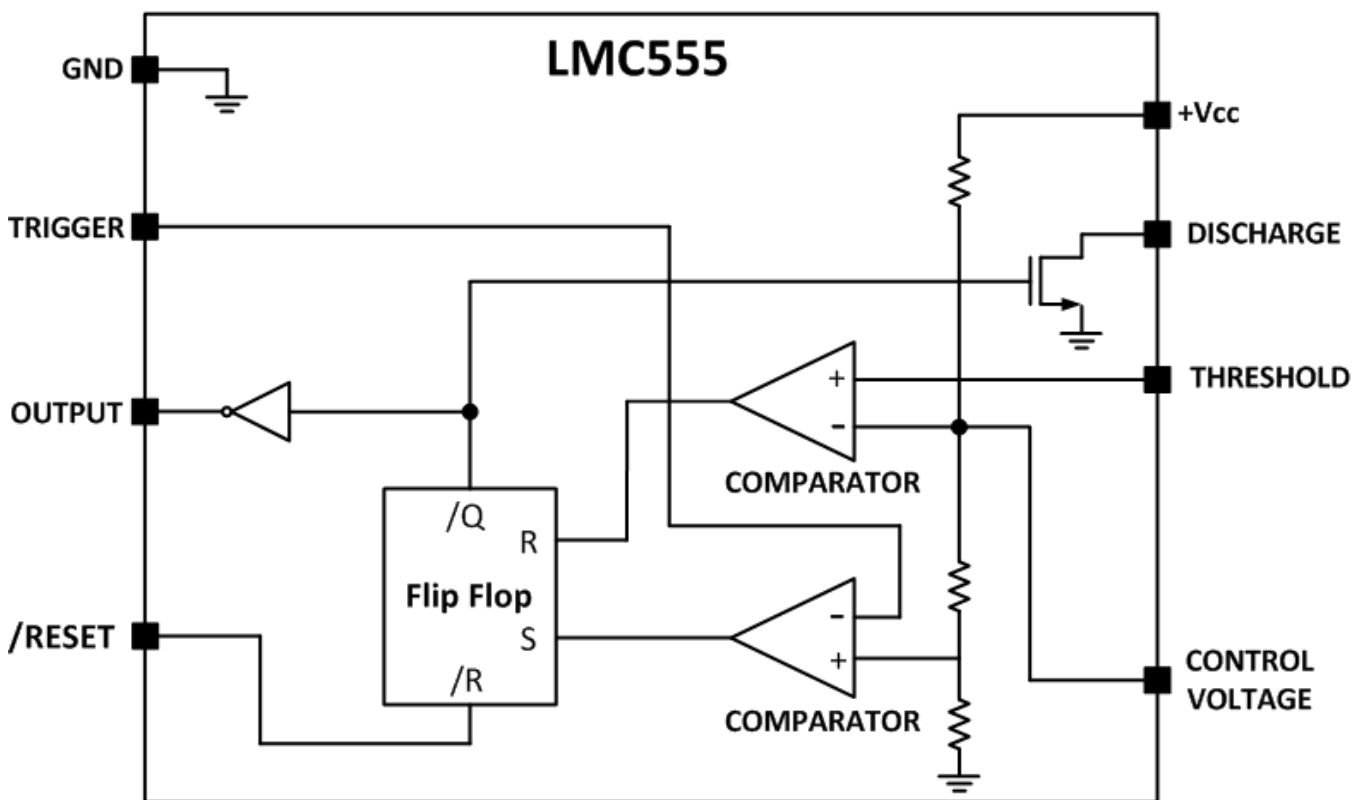 LMC555
GND
+Vcc
TRIGGER
DISCHARGE
+
THRESHOLD
OUTPUT
-
COMPARATOR
/Q
R
Flip Flop
-
S
/RESET
+
CONTROL
VOLTAGE
/R
COMPARATOR